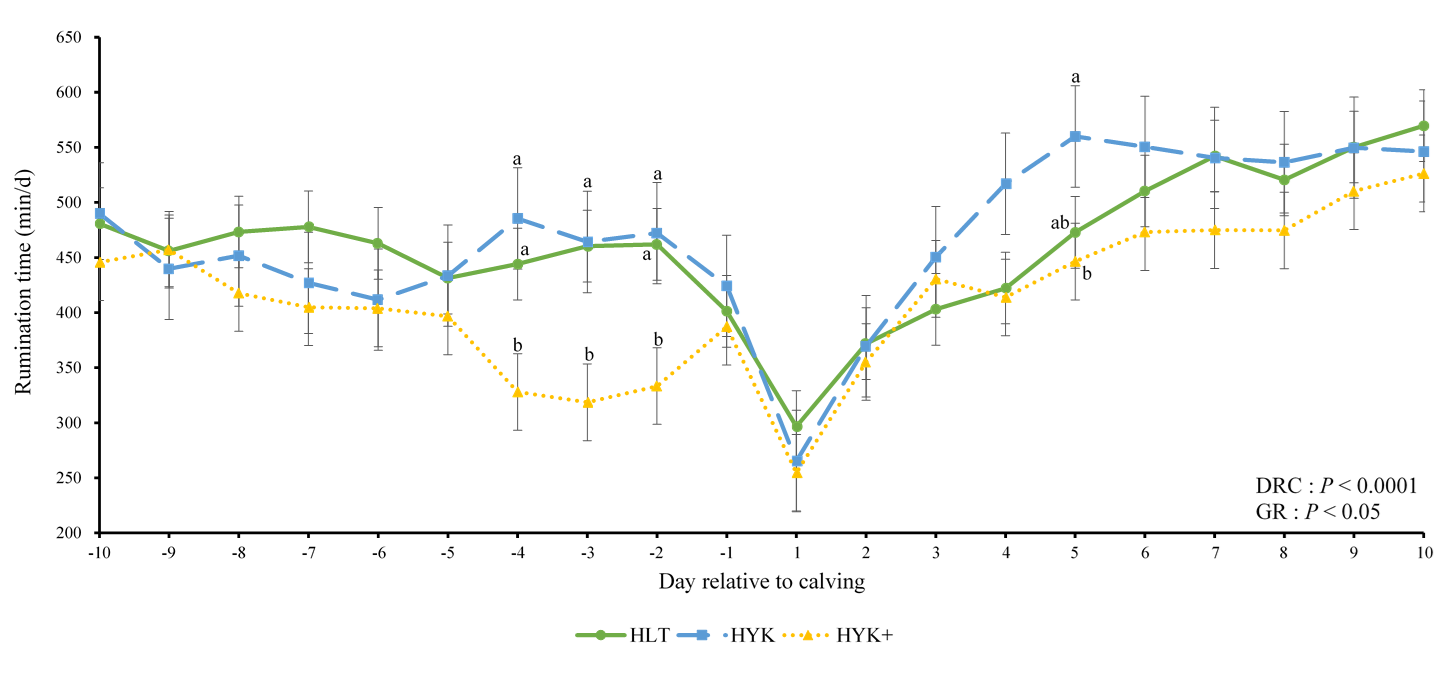 Rumination time (min/d)
650
600
550
500
450
400
350
300
250
200
a
a
a
a
a
b
b
b
a
ab
b
DRC : P < 0.0001
GR : P < 0.05
-10 -9 -8 -7 -6 -5 -4 -3 -2 -1 1 2 3 4 5 6 7 8 9 10
Day relative to calving
HLT HYK HYK+